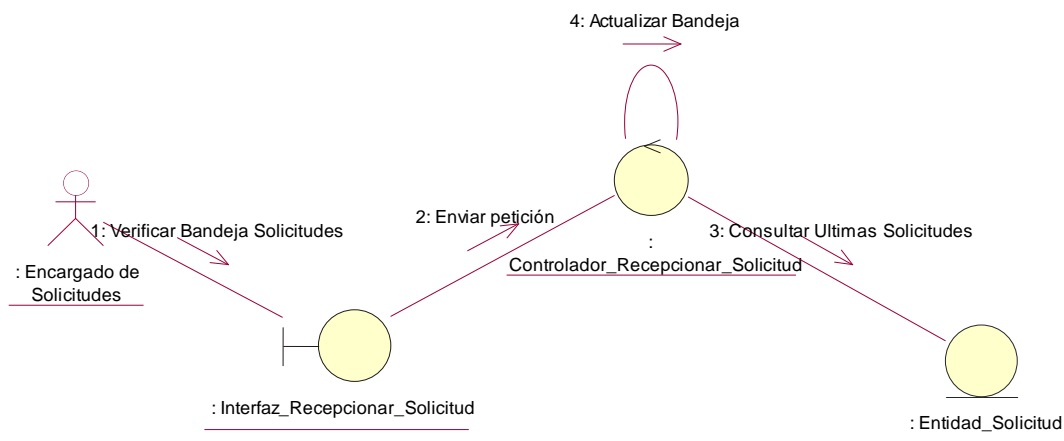 4: Actualizar Bandeja
1: Verificar Bandeja Solicitudes
2: Enviar petición
3: Consultar Ultimas Solicitudes
: Encargado de
Solicitudes
:
Controlador_Recepcionar_Solicitud
: Interfaz_Recepcionar_Solicitud
: Entidad_Solicitud